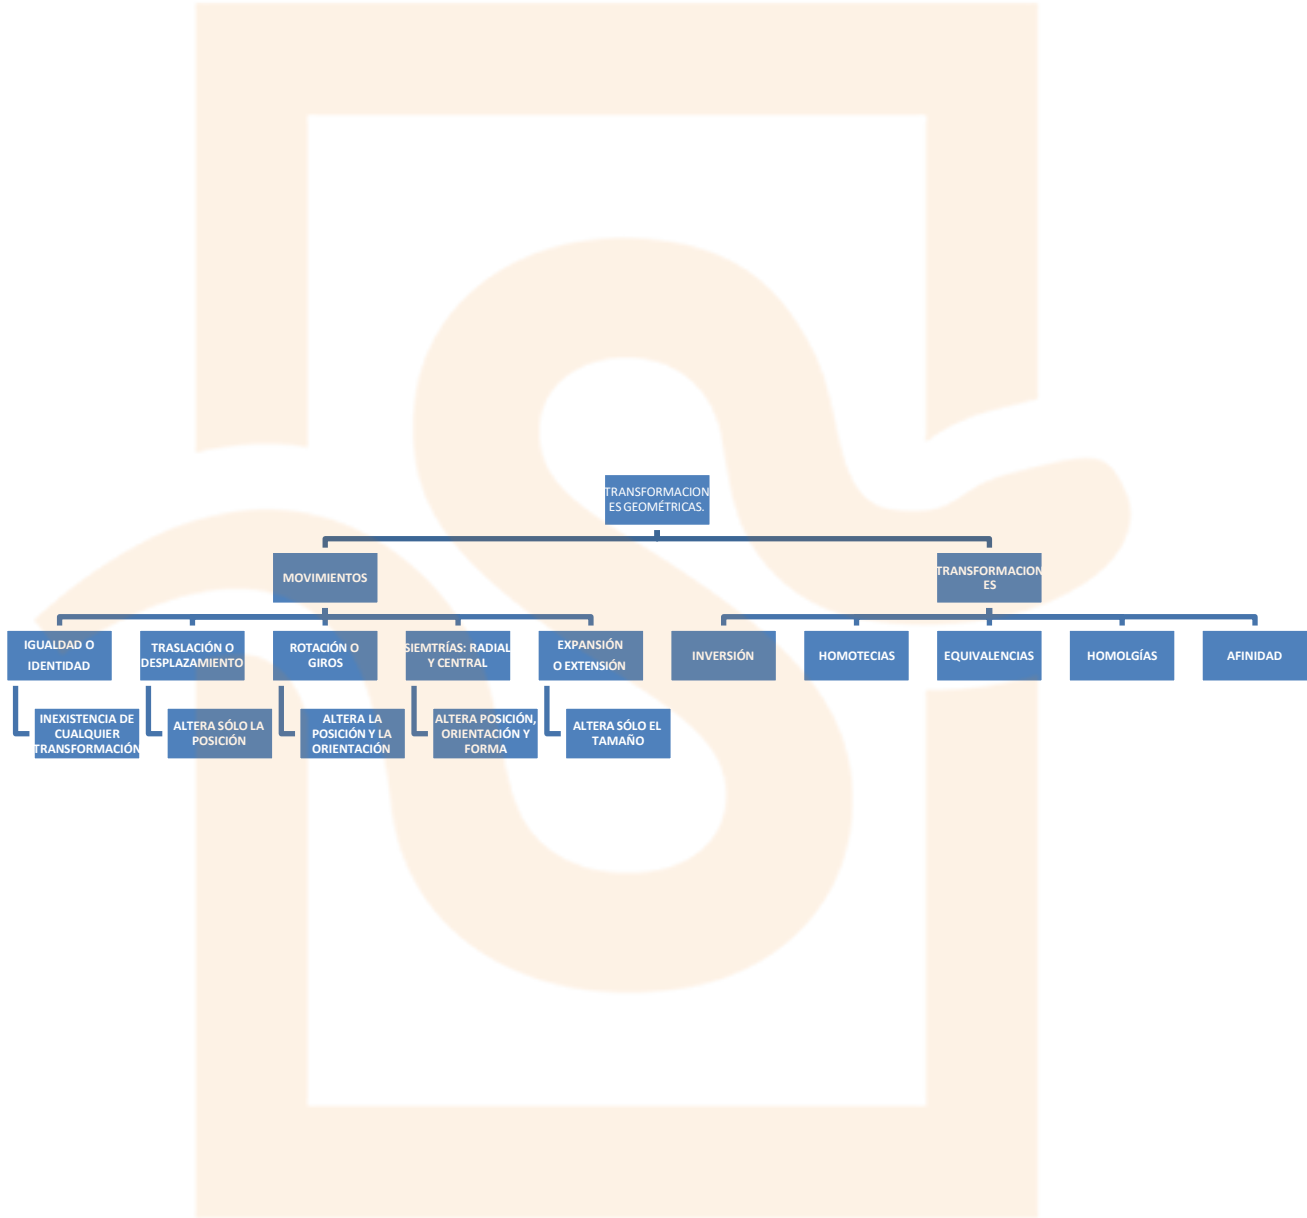 TRANSFORMACION
ES GEOMÉTRICAS.
MOVIMIENTOS
TRANSFORMACION
ES
IGUALDAD O
IDENTIDAD
TRASLACIÓN O
DESPLAZAMIENTO
ROTACIÓN O
GIROS
SIEMTRÍAS: RADIAL
Y CENTRAL
EXPANSIÓN
O EXTENSIÓN
INVERSIÓN
HOMOTECIAS
EQUIVALENCIAS
HOMOLGÍAS
AFINIDAD
INEXISTENCIA DE
CUALQUIER
TRANSFORMACIÓN
ALTERA SÓLO LA
POSICIÓN
ALTERA LA
POSICIÓN Y LA
ORIENTACIÓN
ALTERA POSICIÓN,
ORIENTACIÓN Y
FORMA
ALTERA SÓLO EL
TAMAÑO